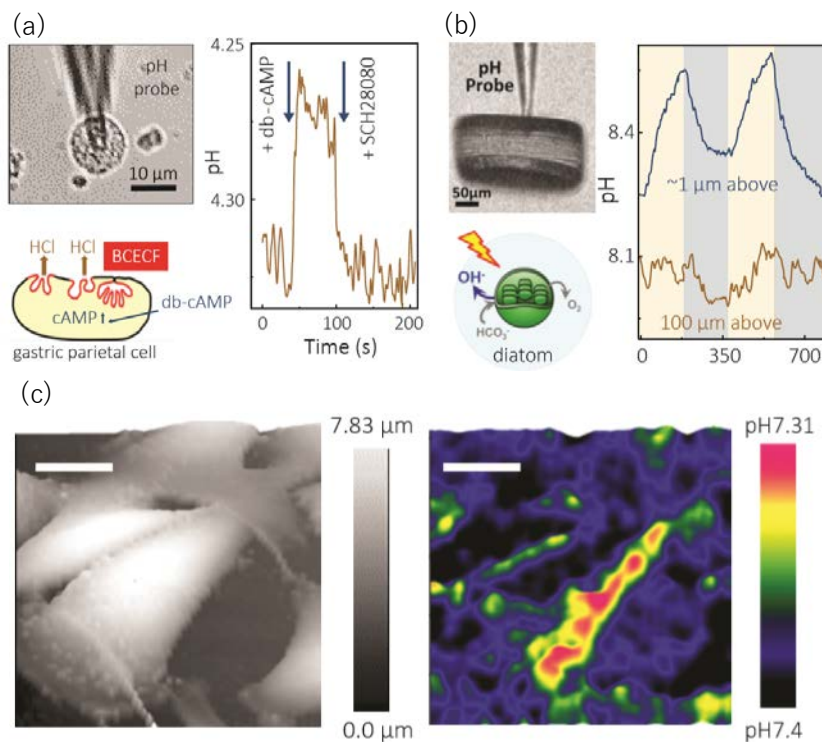 (a)
pH
Probe
10 μm
HCl HCl BCECF
cAMP
db-cAMP
gastric parietal cell
4.25
4.30
pH
+ db-cAMP
+ SCH28080
0 100 200
Time (s)
(b)
pH
Probe
50μm
OH-
HCO3-
O2
diatom
8.4
8.1
pH
~1 μm above
100 μm above
0 350 700
(c)
7.83 μm
0.0 μm
pH7.31
pH7.4